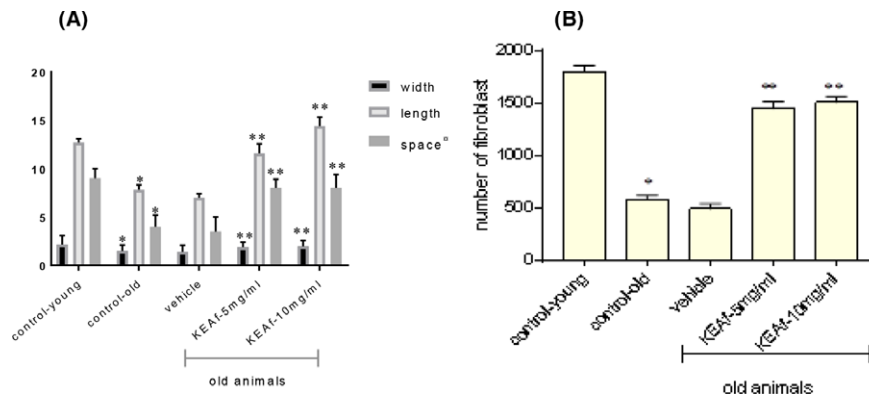 (A)
20
15
10
5
0
width
length
space¤
**
**
**
**
*
*
*
**
**
control-young
control-old
vehicle
KEAf-5mg/ml
KEAf-10mg/ml
old animals
(B)
number of fibroblast
2000
1500
1000
500
0
*
**
**
control-young
control-old
Vehicle
KEAf-5mg/ml
KEAf-10mg/ml
old animals